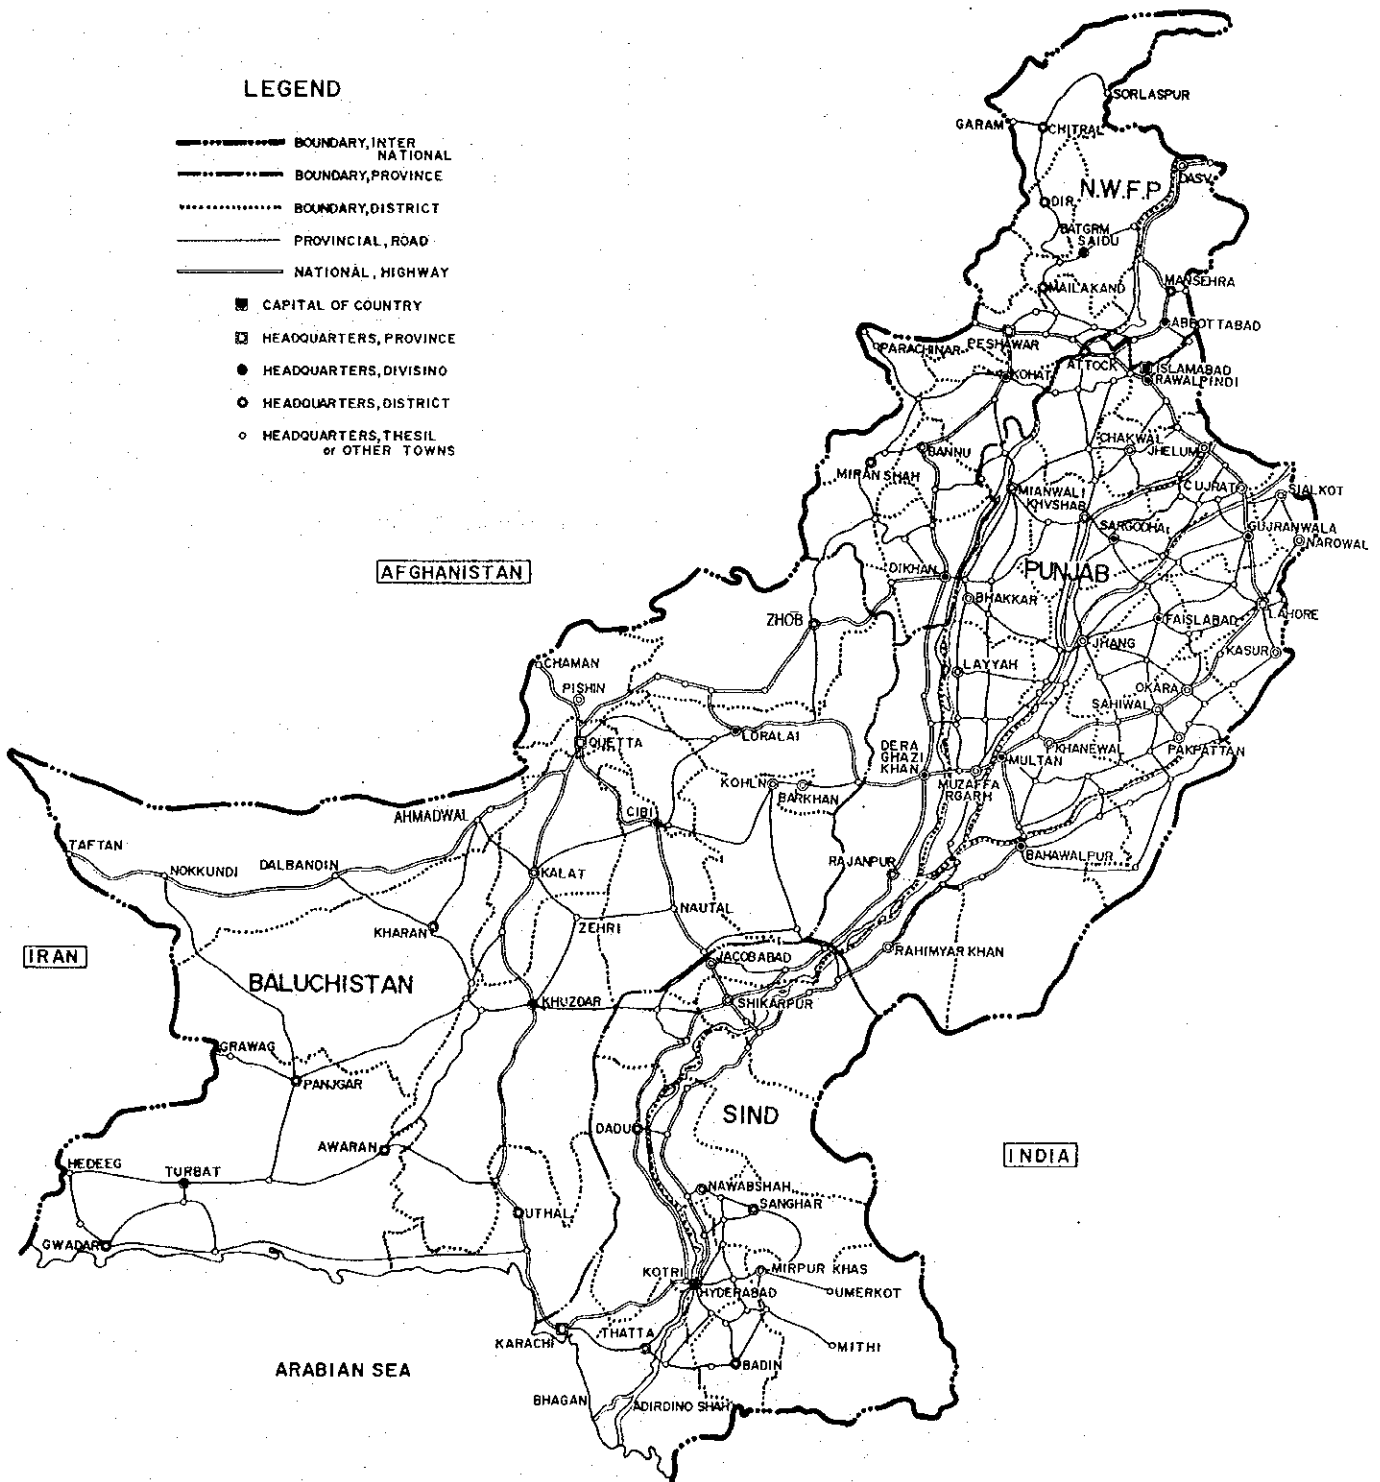 LEGEND
BOUNDARY, INTER
NATIONAL
BOUNDARY, PROVINCE
BOUNDARY, DISTRICT
PROVINCIAL, ROAD
NATIONAL, HIGHWAY
CAPITAL OF COUNTRY
HEADQUARTERS, PROVINCE
HEADQUARTERS, DIVISINO
HEADQUARTERS, DISTRICT
HEADQUARTERS, THESIL
or OTHER TOWNS
SORLASPUR
GARAM
CHITRAL
DASV
N.W.F.P
DIR
BATGRM
SAIDU
MAILAKAND
MANSEHRA
ABBOTTABAD
PESHAWAR
PARACHINAR
ATTOCK
ISLAMABAD
RAWALPINDI
KOHAT
CHAKWAL
JHELUM
BANNU
MIRAN SHAH
MIANWALI
KHVSHAB
GUJRAT
SIALKOT
SARGODHA
GUJRANWALA
NAROWAL
AFGHANISTAN
DIKHAN
PUNJAB
BHAKKAR
ZHOB
FAISLABAD
LAHORE
JHANG
KASUR
CHAMAN
LAYYAH
PISHIN
OKARA
SAHIWAL
QUETTA
LORALAI
DERA
GHAZI
KHAN
KHANEWAL
PAKPATTAN
MULTAN
MUZAFFA
RGARH
KOHLN
BARKHAN
AHMADWAL
CIBI
TAFTAN
NOKKUNDI
DALBANDIN
KALAT
RAJANPUR
BAHAWALPUR
NAUTAL
KHARAN
ZEHRI
IRAN
RAHIMYAR KHAN
JACOBABAD
BALUCHISTAN
KHUZDAR
SHIKARPUR
GRAWAG
PANJGAR
SIND
DADU
AWARAN
INDIA
HEDEEG
TURBAT
NAWABSHAH
SANGHAR
UTHAL
GWADAR
KOTRI
MIRPUR KHAS
HYDERABAD
UMERKOT
KARACHI
THATTA
MITHI
BADIN
ARABIAN SEA
BHAGAN
ADIRDINO SHAH